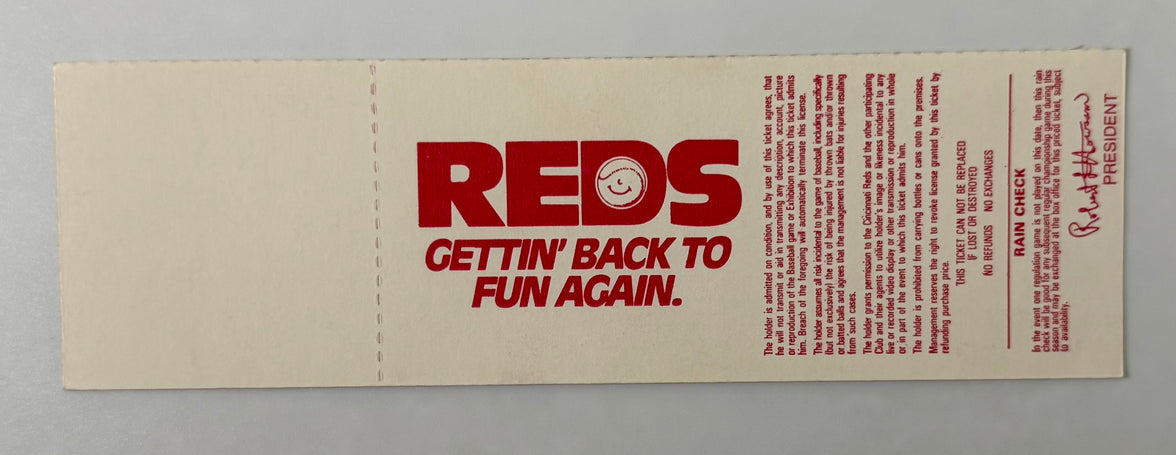 REDS
GETTIN' BACK TO
FUN AGAIN.
The holder is admitted on condition, and by use of this ticket agrees, that
he will not transmit or aid in transmitting any description, account, picture
or reproduction of the Baseball game or Exhibition to which this ticket admits
him. Breach of the foregoing will automatically terminate this license.
The holder assumes all risk incidental to the game of baseball, including specifically
(but not exclusively) the risk of being injured by thrown bats and/or thrown
or batted balls and agrees that the management is not liable for injuries resulting
from such cases.
The holder grants permission to the Cincinnati Reds and the other participating
Club and their agents to utilize holder's image or likeness incidental to any
live or recorded video display or other transmission or reproduction in whole
or in part of the event to which this ticket admits him.
The holder is prohibited from carrying bottles or cans onto the premises.
Management reserves the right to revoke license granted by this ticket by
refunding purchase price.
THIS TICKET CAN NOT BE REPLACED
IF LOST OR DESTROYED
NO REFUNDS NO EXCHANGES
RAIN CHECK
In the event one regulation game is not played on this date, then this rain
check will be good for any subsequent regular championship game during this
season and may be exchanged at the box office for this priced ticket, subject
to availability.
Robert L Howsam
PRESIDENT